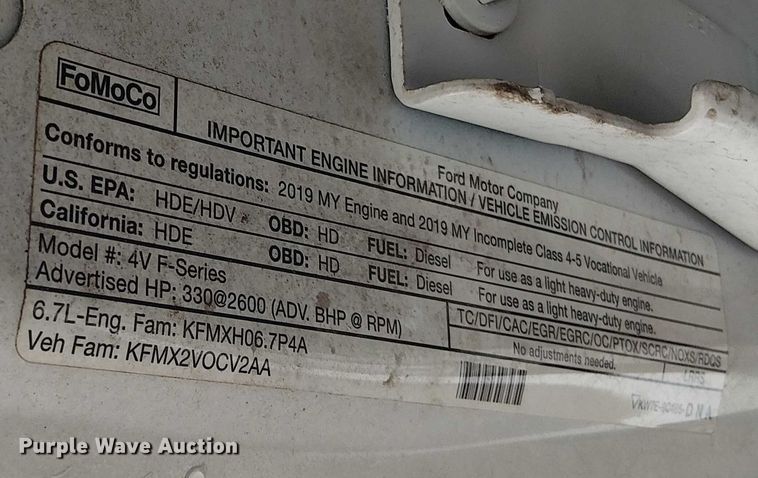 FoMoCo
Ford Motor Company
IMPORTANT ENGINE INFORMATION / VEHICLE EMISSION CONTROL INFORMATION
Conforms to regulations: 2019 MY Engine and 2019 MY Incomplete Class 4-5 Vocational Vehicle
U.S. EPA: HDE/HDV OBD: HD FUEL: Diesel For use as a light heavy-duty engine.
California: HDE OBD: HD FUEL: Diesel For use as a light heavy-duty engine.
Model #: 4V F-Series TC/DFI/CAC/EGR/EGRC/OC/PTOX/SCRC/NOXS/RDQS
Advertised HP: 330@2600 (ADV. BHP @ RPM) No adjustments needed. LRRS
6.7L-Eng. Fam: KFMXH06.7P4A
Veh Fam: KFMX2VOCV2AA
D N A
Purple Wave Auction